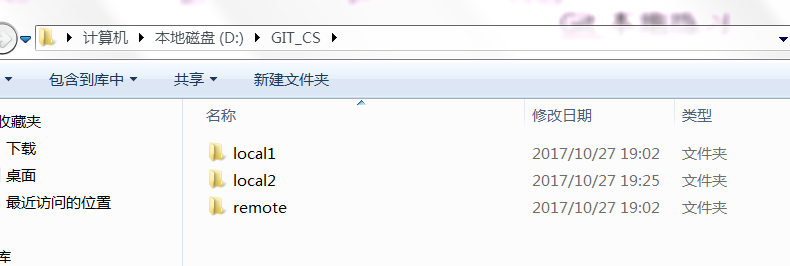 计算机 本地磁盘 (D:) GIT_CS
包含到库中 共享 新建文件夹
名称 修改日期 类型
收藏夹
下载
桌面
最近访问的位置
库
local1 2017/10/27 19:02 文件夹
local2 2017/10/27 19:25 文件夹
remote 2017/10/27 19:02 文件夹